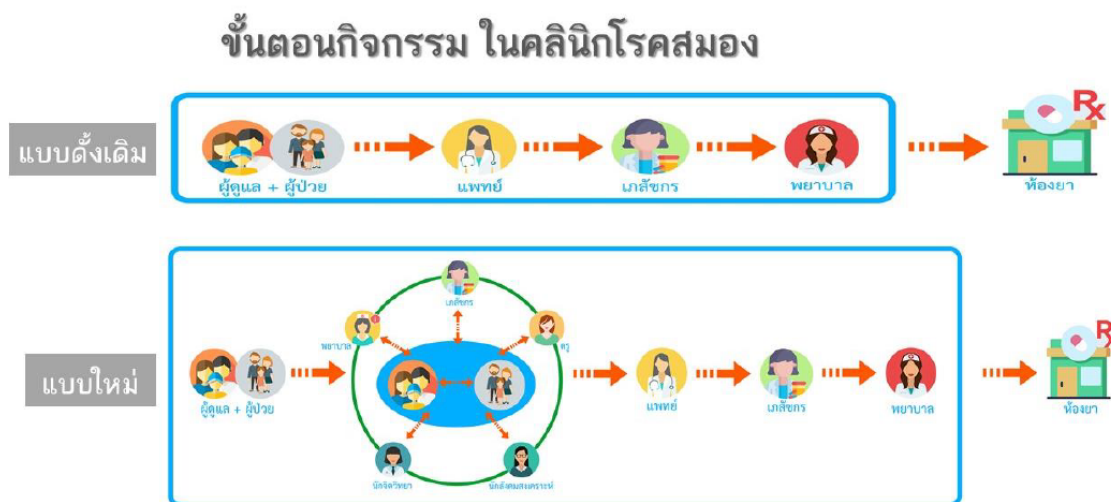 ขั้นตอนกิจกรรม ในคลินิกโรคสมอง
แบบดั้งเดิม
ผู้ดูแล + ผู้ป่วย
แพทย์
เภสัชกร
พยาบาล
Rx
ห้องยา
แบบใหม่
ผู้ดูแล + ผู้ป่วย
เภสัชกร
พยาบาล
ครู
นักจิตวิทยา
นักสังคมสงเคราะห์
แพทย์
เภสัชกร
พยาบาล
R
ห้องยา